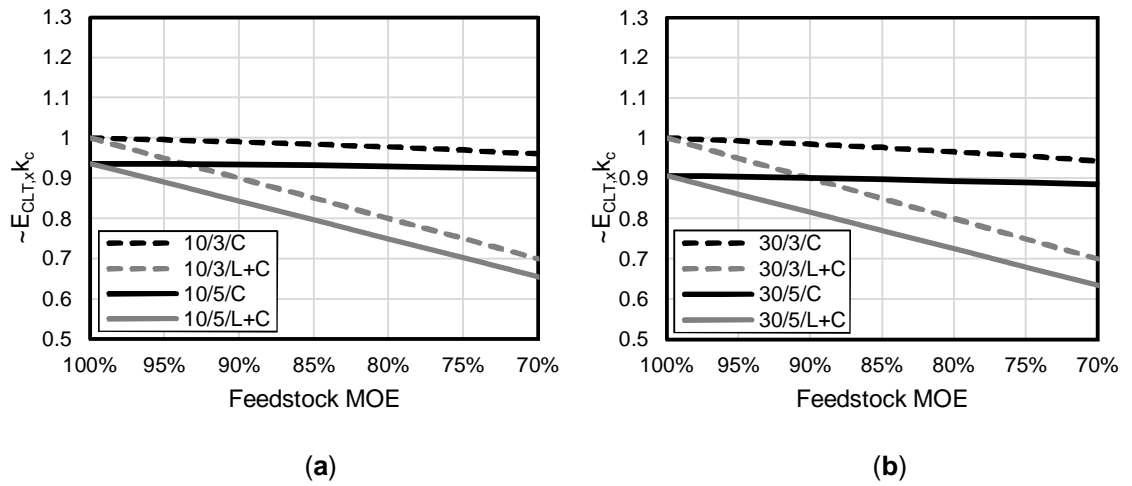 1.3
1.2
1.1
1
0.9
0.8
0.7
0.6
0.5
~E_CLT,x k_c
10/3/C
10/3/L+C
10/5/C
10/5/L+C
100% 95% 90% 85% 80% 75% 70%
Feedstock MOE
(a)
1.3
1.2
1.1
1
0.9
0.8
0.7
0.6
0.5
~E_CLT,x k_c
30/3/C
30/3/L+C
30/5/C
30/5/L+C
100% 95% 90% 85% 80% 75% 70%
Feedstock MOE
(b)